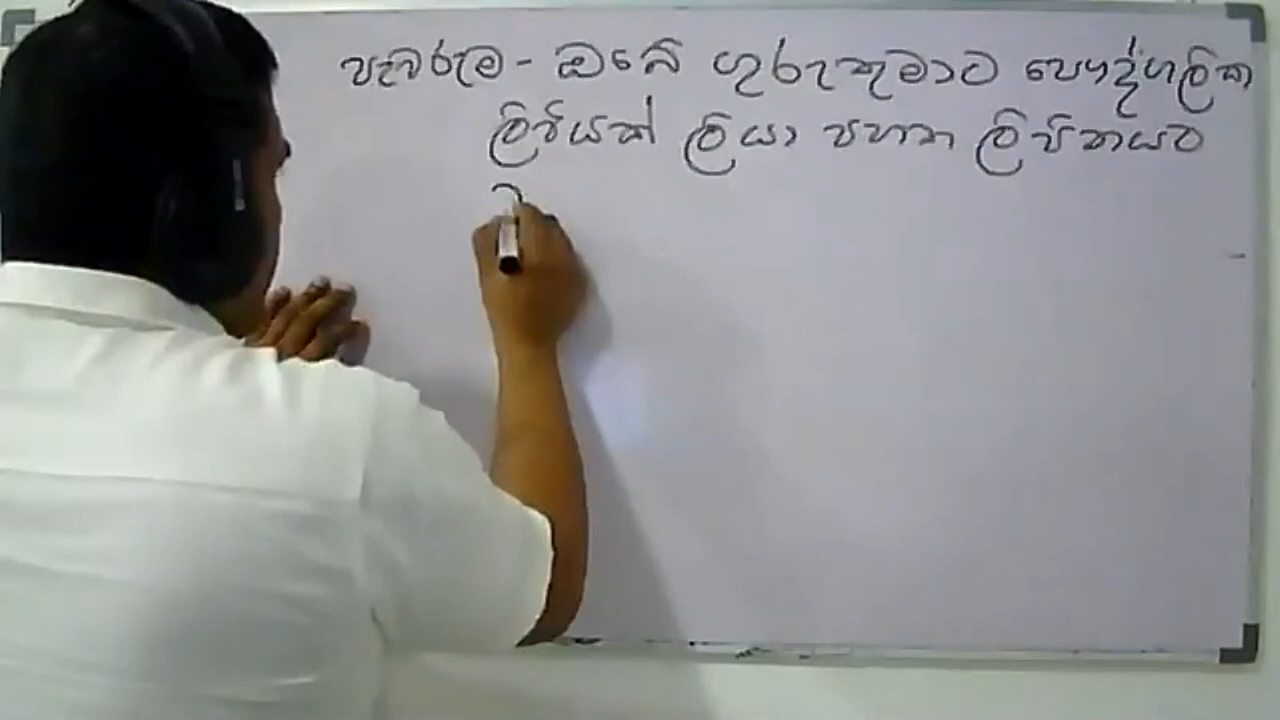 පැවරුම - ඔබේ ගුරුතුමාට පෞද්ගලික
ලිපියක් ලියා පහත ලිපිනයට